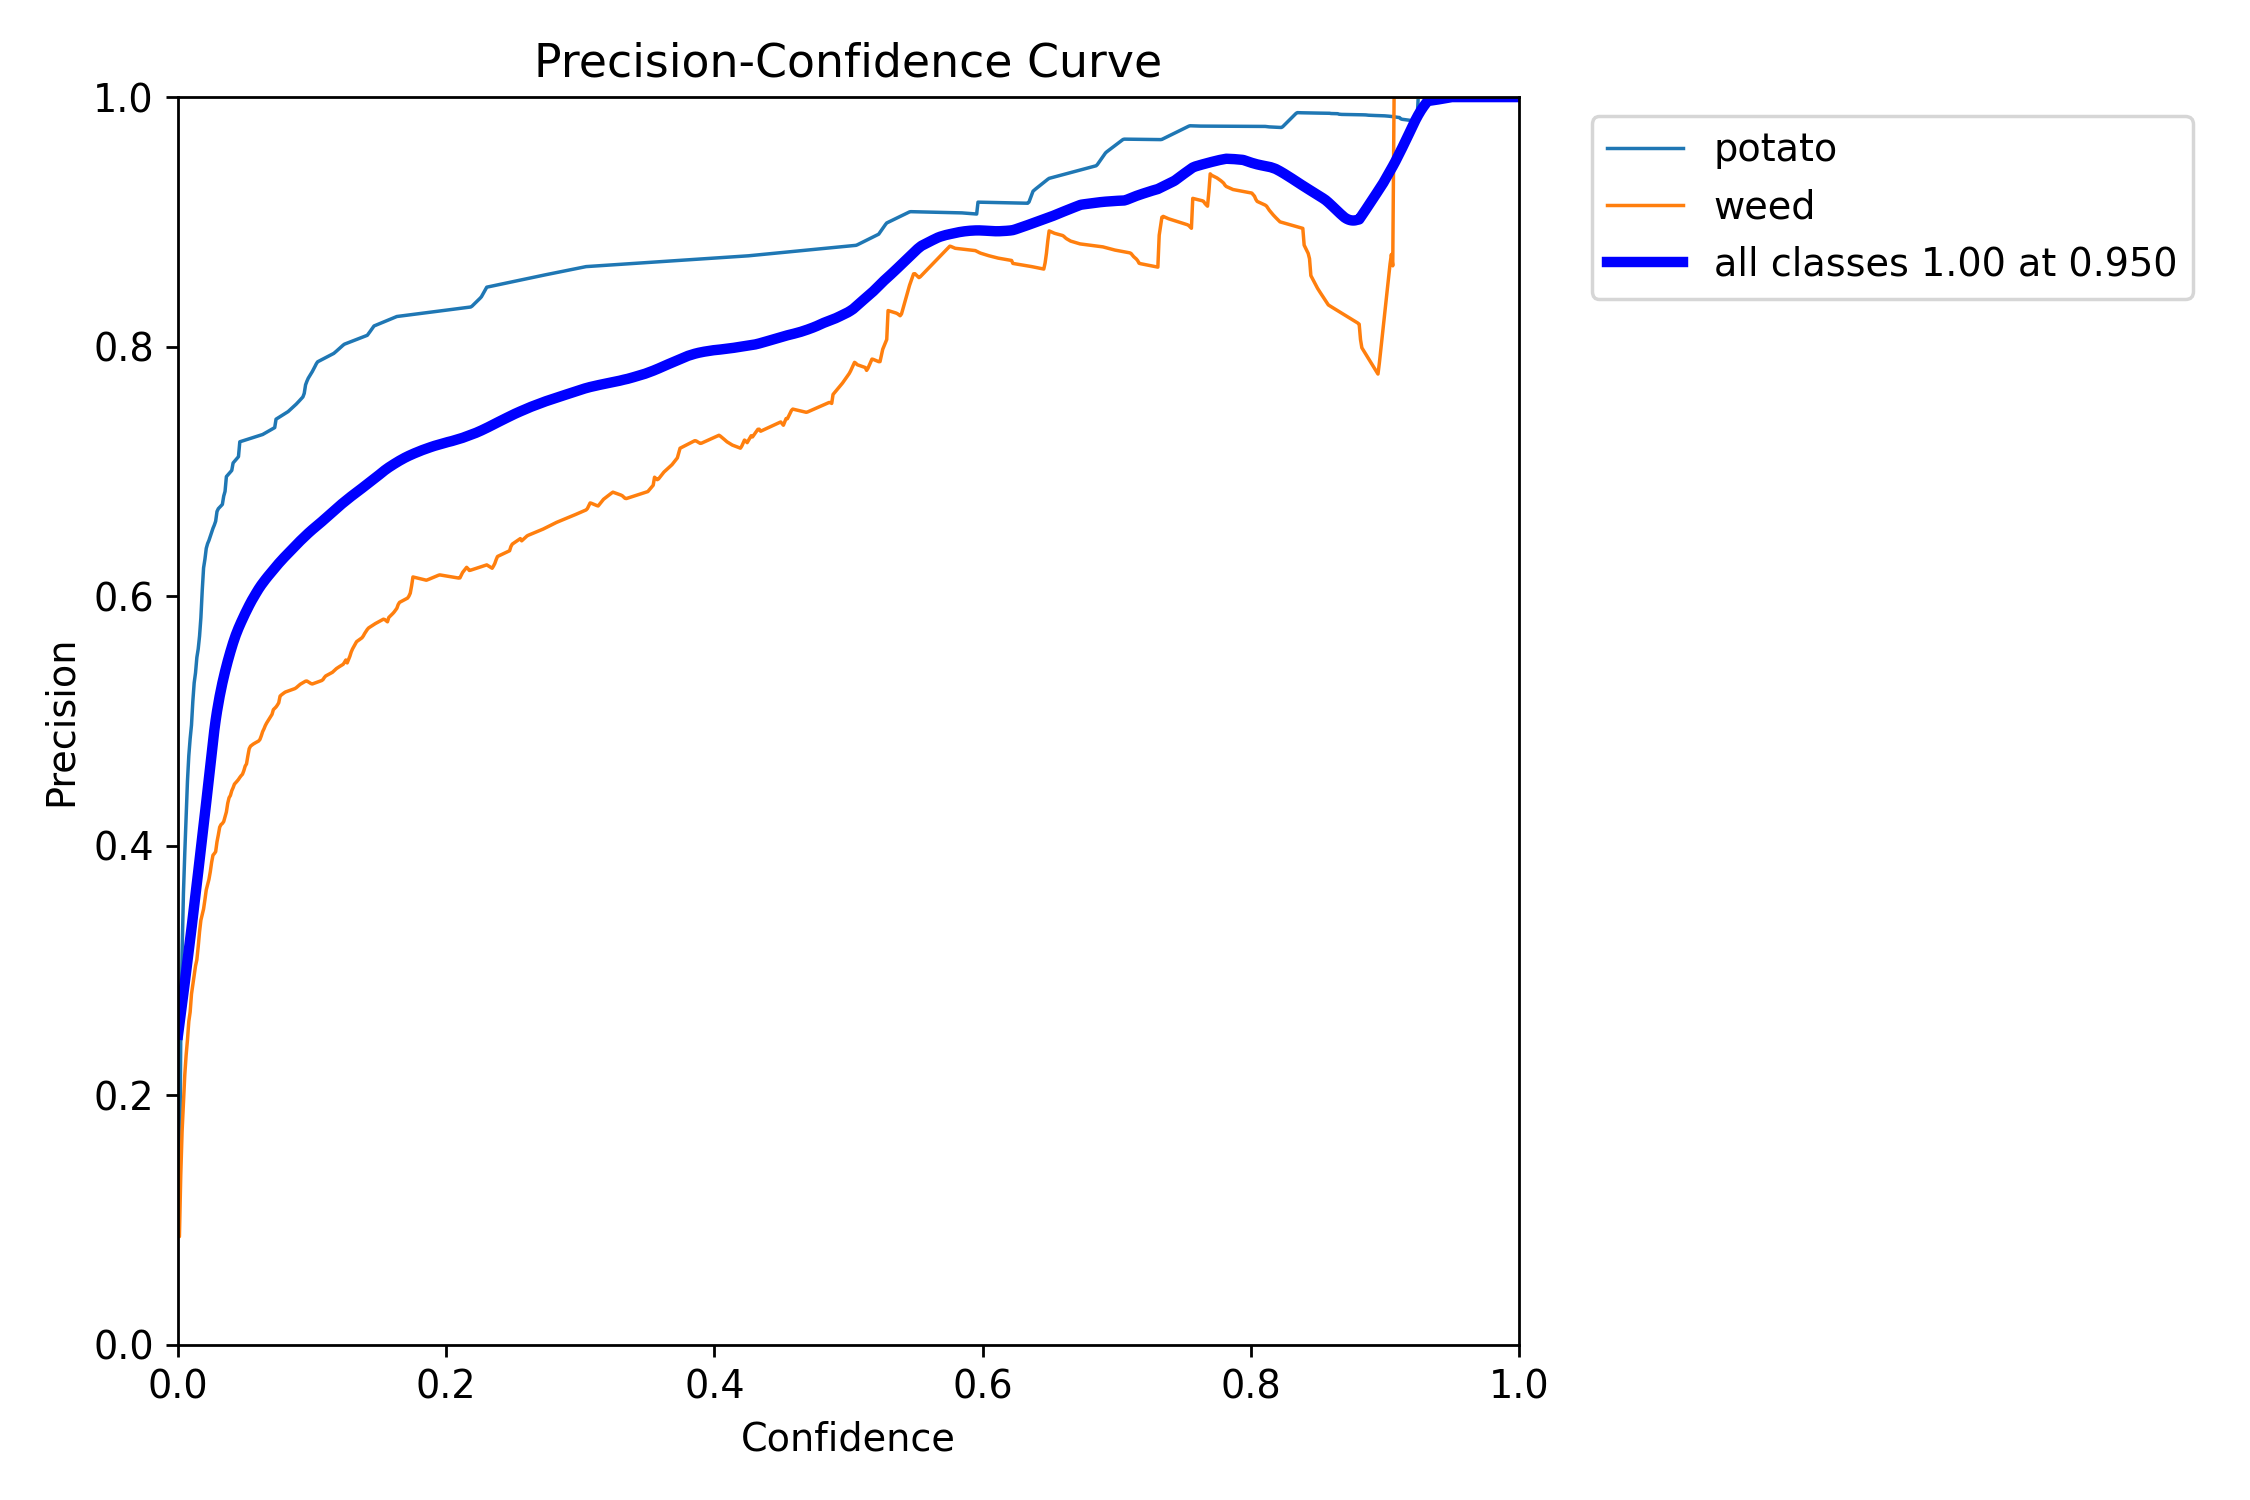 Precision-Confidence Curve
1.0
0.8
0.6
0.4
0.2
0.0
Precision
0.0 0.2 0.4 0.6 0.8 1.0
Confidence
potato
weed
all classes 1.00 at 0.950